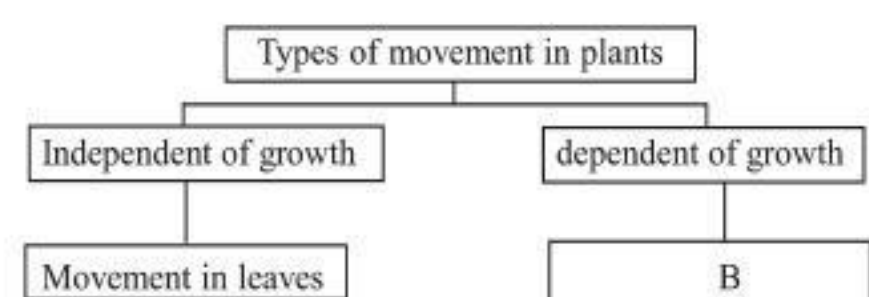 Types of movement in plants
Independent of growth
dependent of growth
Movement in leaves
B